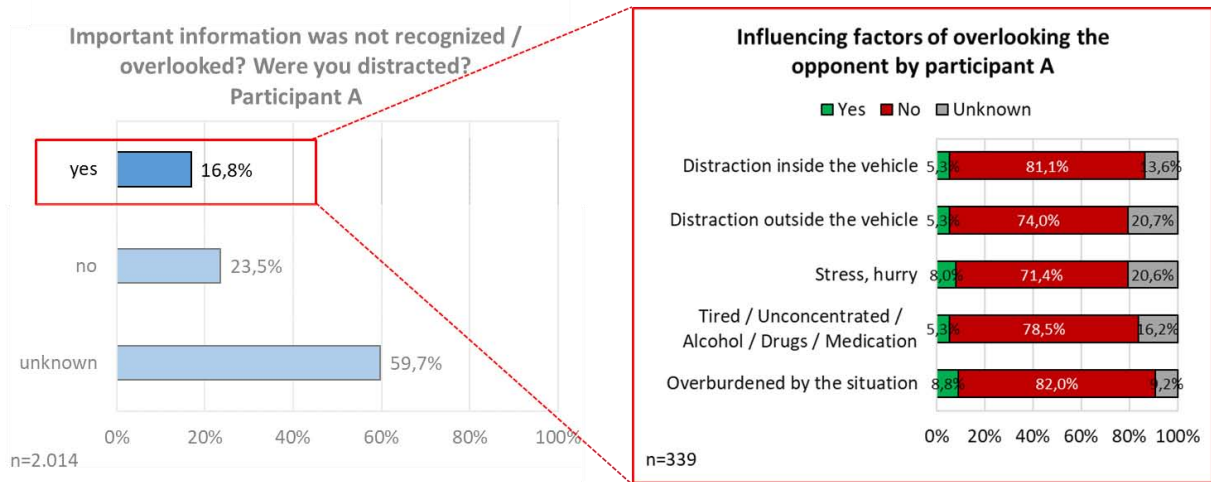 Important information was not recognized /
overlooked? Were you distracted?
Participant A
yes
16,8%
no
23,5%
unknown
59,7%
0% 20% 40% 60% 80% 100%
n=2.014
Influencing factors of overlooking the
opponent by participant A
Yes No Unknown
Distraction inside the vehicle
5,3% 81,1% 13,6%
Distraction outside the vehicle
5,3% 74,0% 20,7%
Stress, hurry
8,0% 71,4% 20,6%
Tired / Unconcentrated /
Alcohol / Drugs / Medication
5,3% 78,5% 16,2%
Overburdened by the situation
8,8% 82,0% 9,2%
0% 20% 40% 60% 80% 100%
n=339